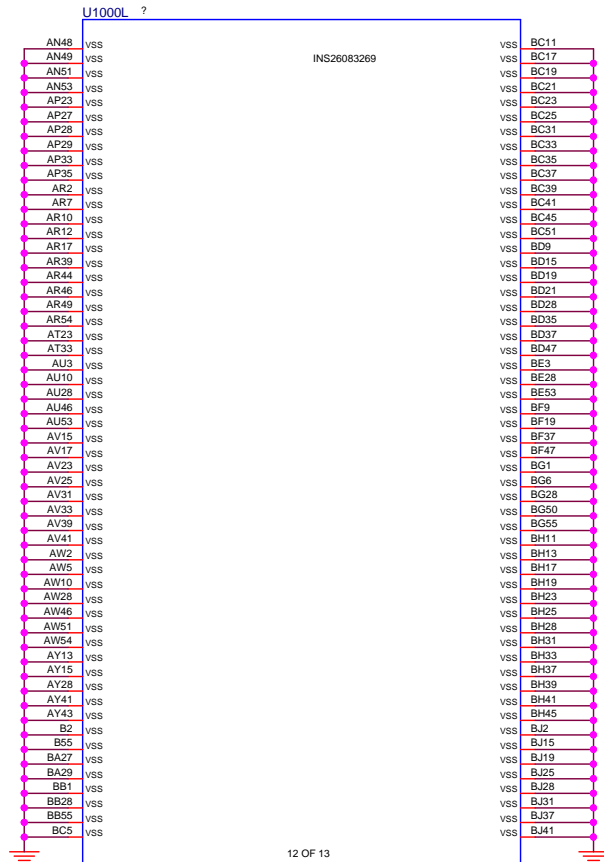 U1000L ?
INS26083269
AN48 VSS VSS BC11
AN49 VSS VSS BC17
AN51 VSS VSS BC19
AN53 VSS VSS BC21
AP23 VSS VSS BC23
AP27 VSS VSS BC25
AP28 VSS VSS BC31
AP29 VSS VSS BC33
AP33 VSS VSS BC35
AP35 VSS VSS BC37
AR2 VSS VSS BC39
AR7 VSS VSS BC41
AR10 VSS VSS BC45
AR12 VSS VSS BC51
AR17 VSS VSS BD9
AR39 VSS VSS BD15
AR44 VSS VSS BD19
AR46 VSS VSS BD21
AR49 VSS VSS BD28
AR54 VSS VSS BD35
AT23 VSS VSS BD37
AT33 VSS VSS BD47
AU3 VSS VSS BE3
AU10 VSS VSS BE28
AU28 VSS VSS BE53
AU46 VSS VSS BF9
AU53 VSS VSS BF19
AV15 VSS VSS BF37
AV17 VSS VSS BF47
AV23 VSS VSS BG1
AV25 VSS VSS BG6
AV31 VSS VSS BG28
AV33 VSS VSS BG50
AV39 VSS VSS BG55
AV41 VSS VSS BH11
AW2 VSS VSS BH13
AW5 VSS VSS BH17
AW10 VSS VSS BH19
AW28 VSS VSS BH23
AW46 VSS VSS BH25
AW51 VSS VSS BH28
AW54 VSS VSS BH31
AY13 VSS VSS BH33
AY15 VSS VSS BH37
AY28 VSS VSS BH39
AY41 VSS VSS BH41
AY43 VSS VSS BH45
B2 VSS VSS BJ2
B55 VSS VSS BJ15
BA27 VSS VSS BJ19
BA29 VSS VSS BJ25
BB1 VSS VSS BJ28
BB28 VSS VSS BJ31
BB55 VSS VSS BJ37
BC5 VSS VSS BJ41
12 OF 13